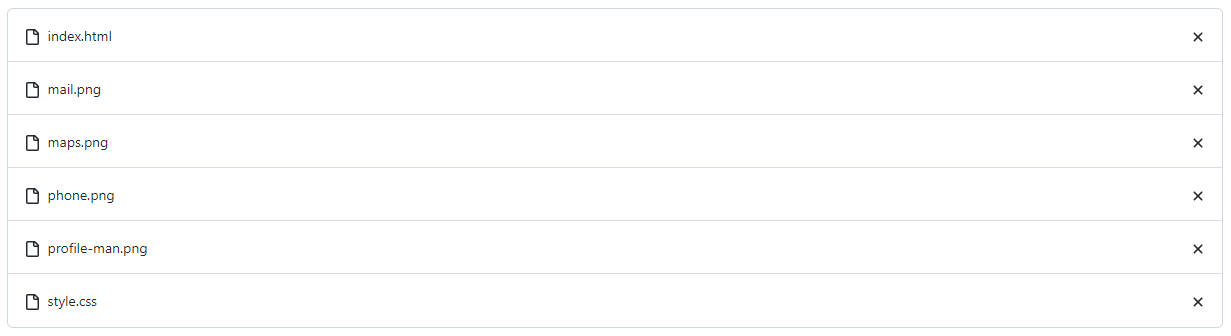 index.html
mail.png
maps.png
phone.png
profile-man.png
style.css